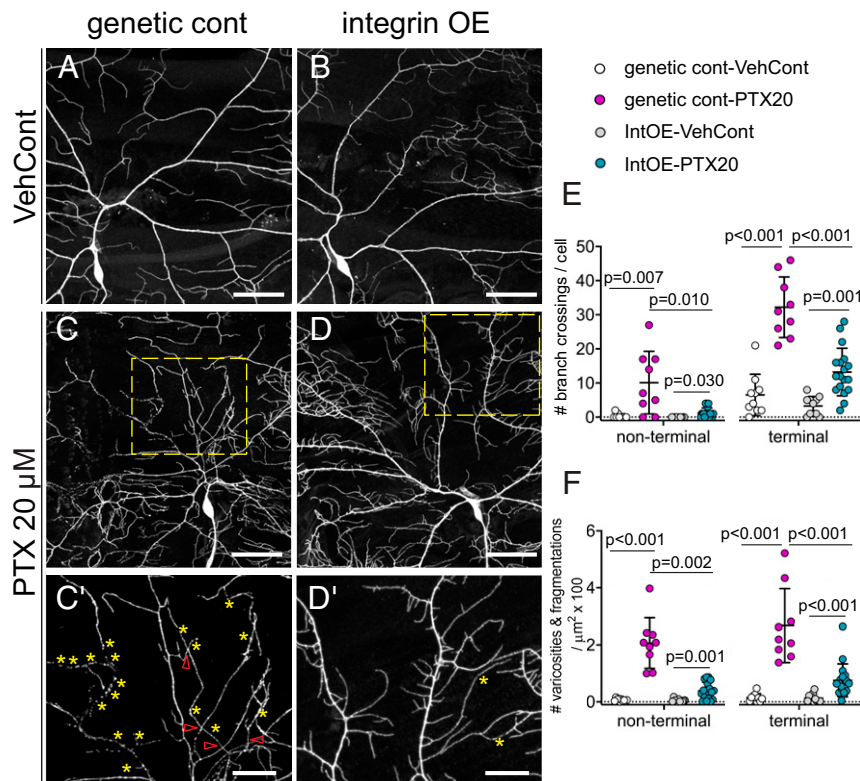 genetic cont
integrin OE
VehCont
PTX 20 µM
A
B
C
D
C'
D'
* * * * * * * * * * * * * * * * *
* *
genetic cont-VehCont
genetic cont-PTX20
IntOE-VehCont
IntOE-PTX20
E
# branch crossings / cell
50
40
30
20
10
0
p<0.001
p<0.001
p=0.007
p=0.010
p=0.001
p=0.030
non-terminal
terminal
F
# varicosities & fragmentations
/ µm² x 100
6
4
2
0
p<0.001
p<0.001
p<0.001
p=0.002
p<0.001
p=0.001
non-terminal
terminal